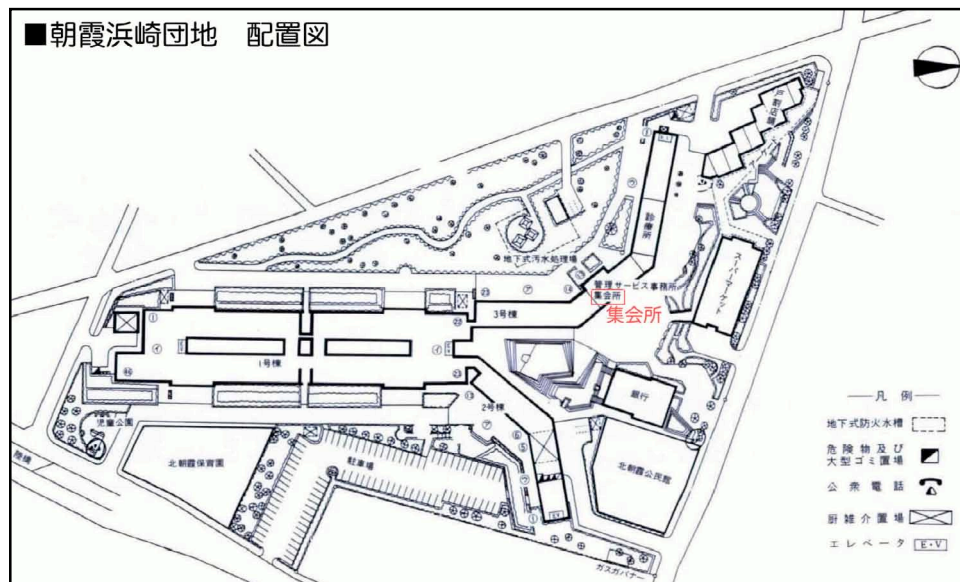 ■朝霞浜崎団地　配置図
戸割店舗
診療所
スーパーマーケット
地下式汚水処理場
管理サービス事務所
集会所
集会所
3号棟
1号棟
2号棟
銀行
児童公園
陸橋
北朝霞保育園
駐車場
北朝霞公民館
ガスガバナー
E.V
凡例
地下式防火水槽
危険物及び
大型ゴミ置場
公衆電話
厨雑介置場
エレベータ E・V